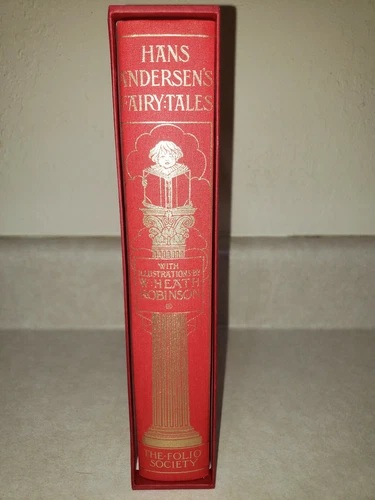 HANS
ANDERSEN'S
FAIRY·TALES
WITH
ILLUSTRATIONS BY
W·HEATH
ROBINSON
THE·FOLIO
SOCIETY